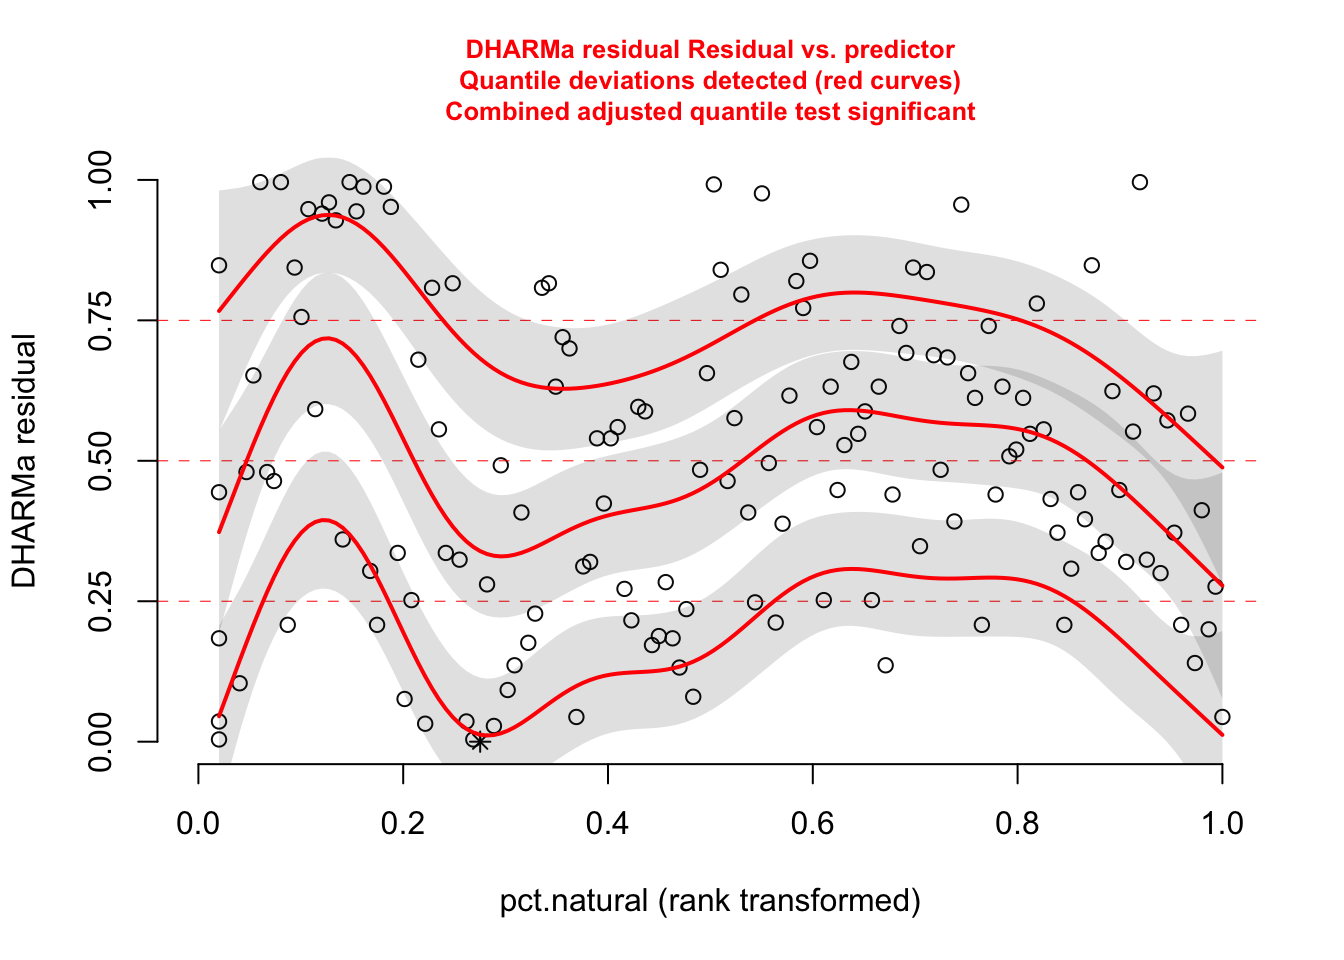 DHARMa residual Residual vs. predictor
Quantile deviations detected (red curves)
Combined adjusted quantile test significant
1.00
0.75
0.50
0.25
0.00
DHARMa residual
0.0 0.2 0.4 0.6 0.8 1.0
pct.natural (rank transformed)